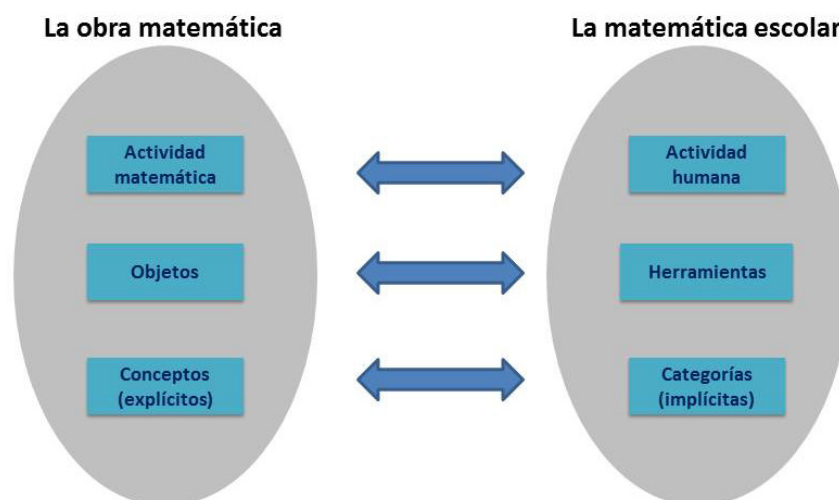 La obra matemática
La matemática escolar
Actividad
matemática
Actividad
humana
Objetos
Herramientas
Conceptos
(explícitos)
Categorías
(implícitas)